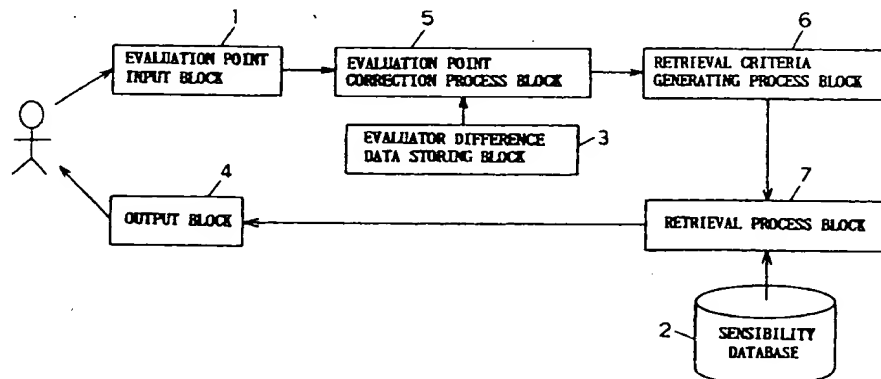 1
5
6
EVALUATION POINT
INPUT BLOCK
EVALUATION POINT
CORRECTION PROCESS BLOCK
RETRIEVAL CRITERIA
GENERATING PROCESS BLOCK
EVALUATOR DIFFERENCE
DATA STORING BLOCK
3
4
7
OUTPUT BLOCK
RETRIEVAL PROCESS BLOCK
2
SENSIBILITY
DATABASE